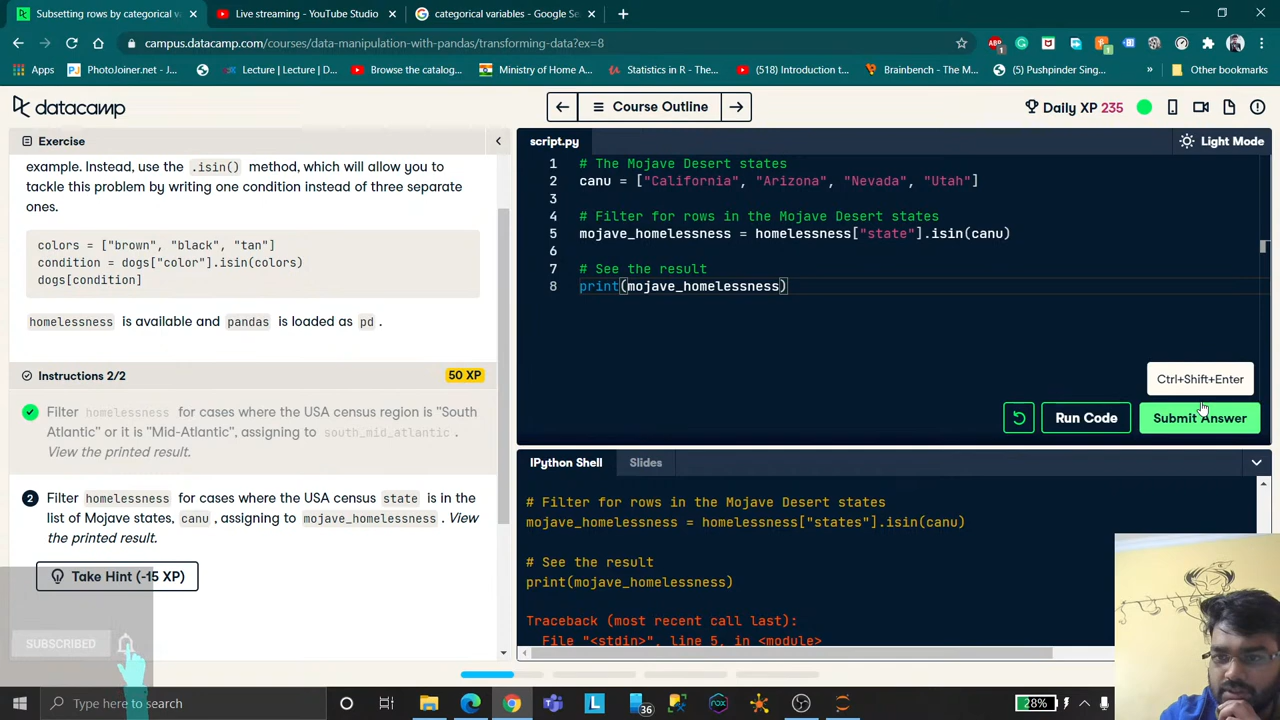 Subsetting rows by categorical v
Live streaming - YouTube Studio
categorical variables - Google Se
campus.datacamp.com/courses/data-manipulation-with-pandas/transforming-data?ex=8
Apps
PhotoJoiner.net - J...
Lecture | Lecture | D...
Browse the catalog...
Ministry of Home A...
Statistics in R - The...
(518) Introduction t...
Brainbench - The M...
(5) Pushpinder Sing...
»
Other bookmarks
datacamp
Course Outline
Daily XP 235
Exercise
example. Instead, use the .isin() method, which will allow you to
tackle this problem by writing one condition instead of three separate
ones.
colors = ["brown", "black", "tan"]
condition = dogs["color"].isin(colors)
dogs[condition]
homelessness is available and pandas is loaded as pd .
Instructions 2/2
50 XP
Filter homelessness for cases where the USA census region is "South
Atlantic" or it is "Mid-Atlantic", assigning to south_mid_atlantic .
View the printed result.
2 Filter homelessness for cases where the USA census state is in the
list of Mojave states, canu , assigning to mojave_homelessness . View
the printed result.
Take Hint (-15 XP)
SUBSCRIBED
script.py
Light Mode
1 # The Mojave Desert states
2 canu = ["California", "Arizona", "Nevada", "Utah"]
3
4 # Filter for rows in the Mojave Desert states
5 mojave_homelessness = homelessness["state"].isin(canu)
6
7 # See the result
8 print(mojave_homelessness)
Ctrl+Shift+Enter
Run Code
Submit Answer
IPython Shell
Slides
# Filter for rows in the Mojave Desert states
mojave_homelessness = homelessness["states"].isin(canu)
# See the result
print(mojave_homelessness)
Traceback (most recent call last):
File "<stdin>", line 5, in <module>
Type here to search
36
28%